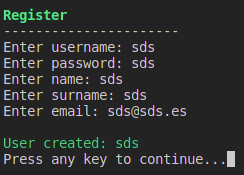 Register
----------------------
Enter username: sds
Enter password: sds
Enter name: sds
Enter surname: sds
Enter email: sds@sds.es

User created: sds
Press any key to continue...